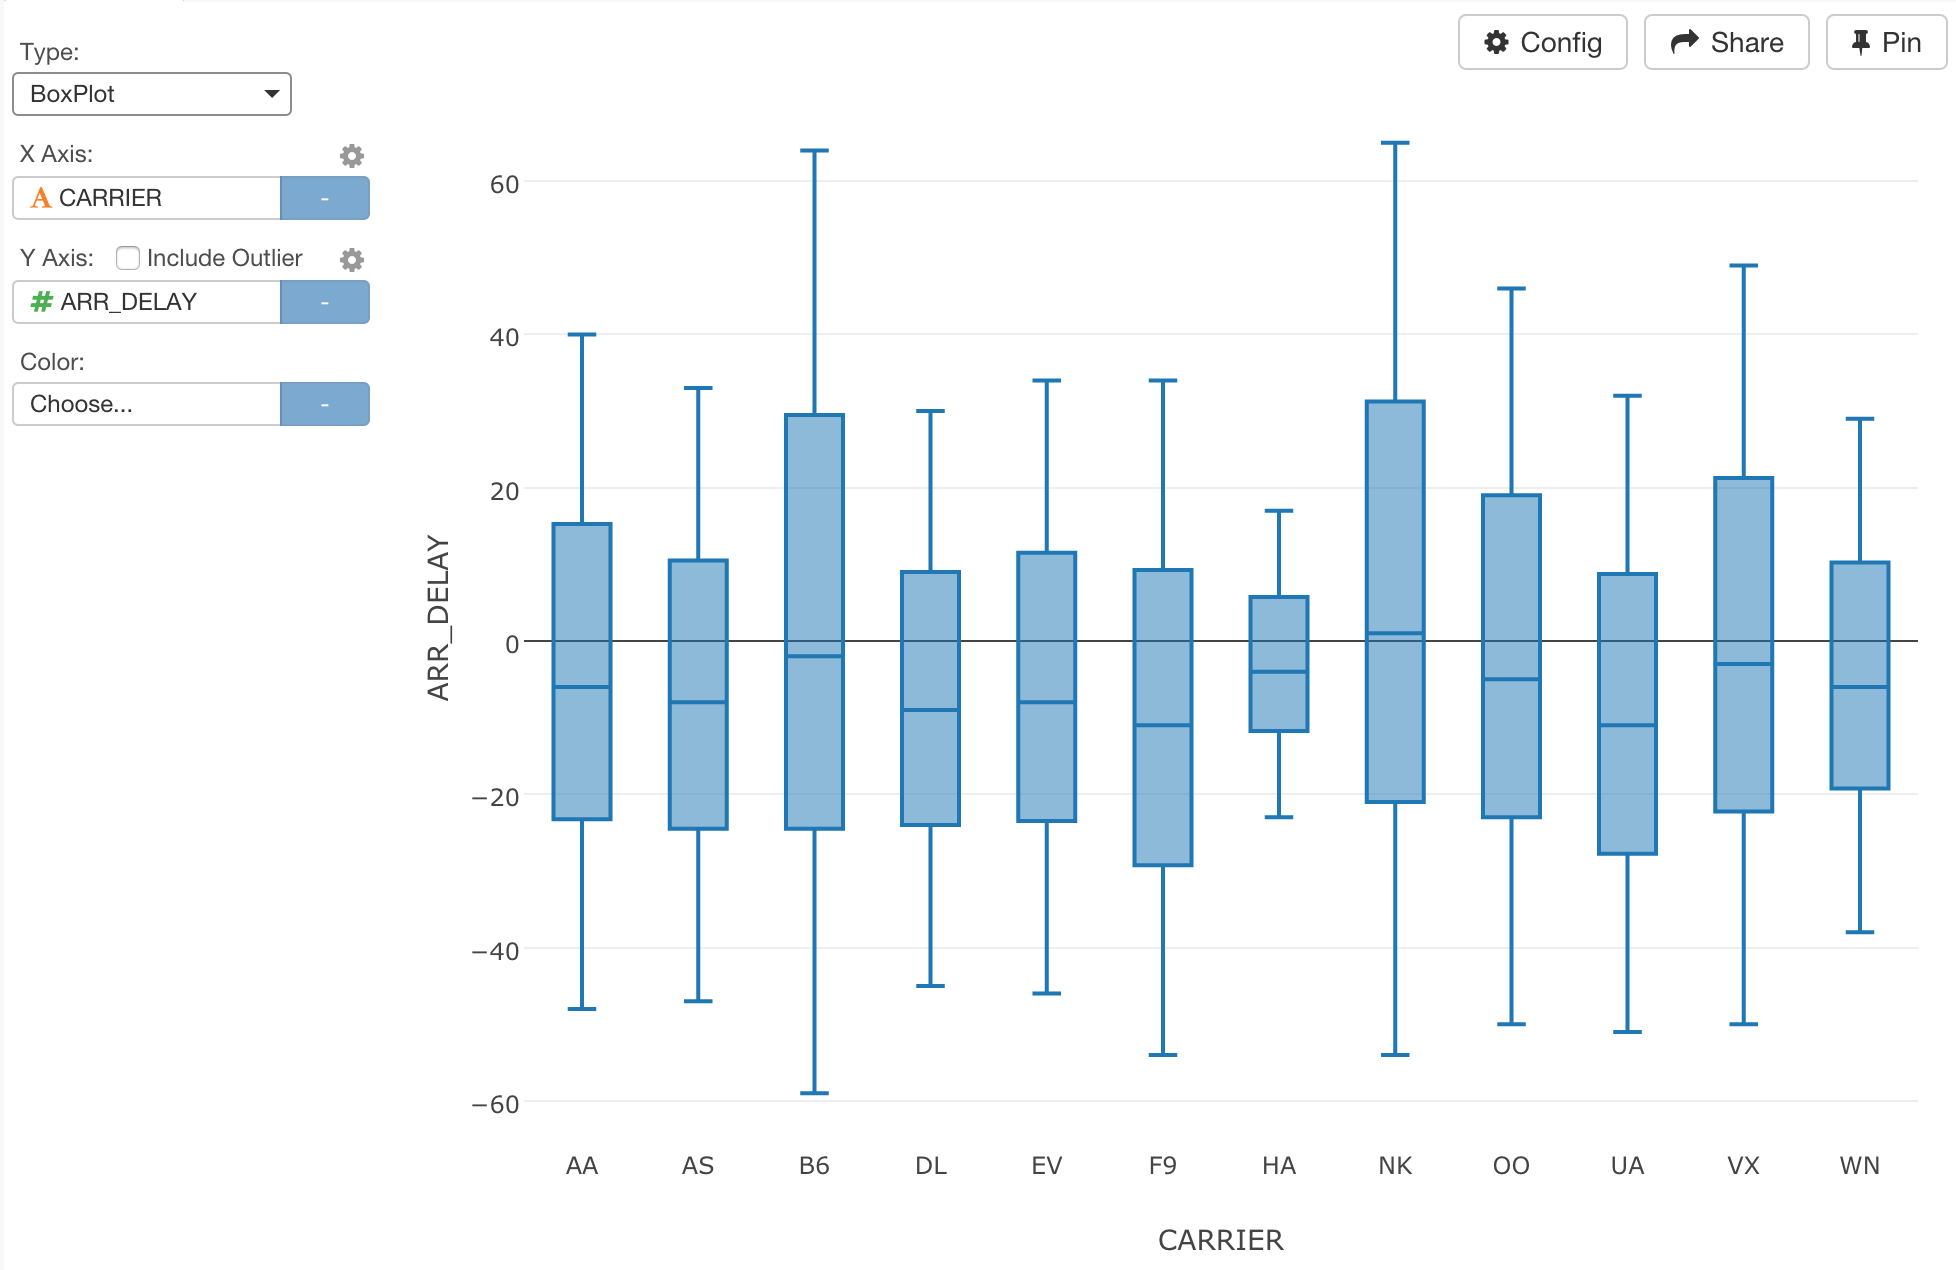 Type:
BoxPlot
X Axis:
A CARRIER -
Y Axis: Include Outlier
# ARR_DELAY -
Color:
Choose... -
Config Share Pin
ARR_DELAY
60
40
20
0
−20
−40
−60
AA AS B6 DL EV F9 HA NK OO UA VX WN
CARRIER